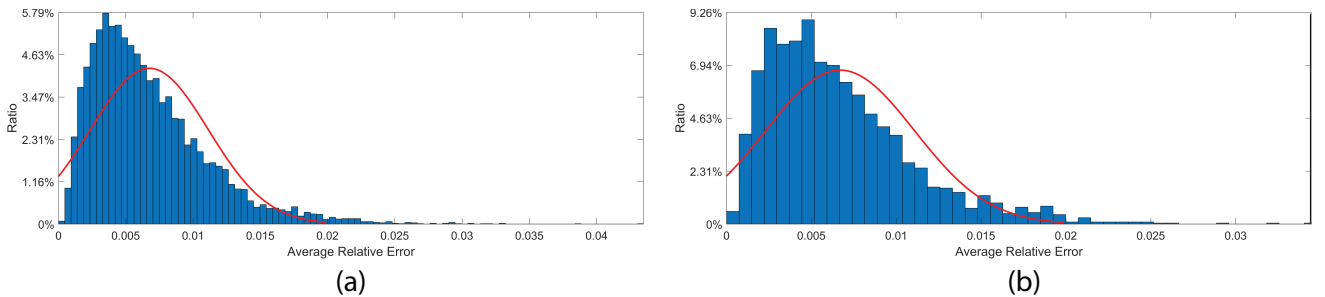 5.79%
4.63%
3.47%
2.31%
1.16%
0%
Ratio
0 0.005 0.01 0.015 0.02 0.025 0.03 0.035 0.04
Average Relative Error
(a)
9.26%
6.94%
4.63%
2.31%
0%
Ratio
0 0.005 0.01 0.015 0.02 0.025 0.03
Average Relative Error
(b)